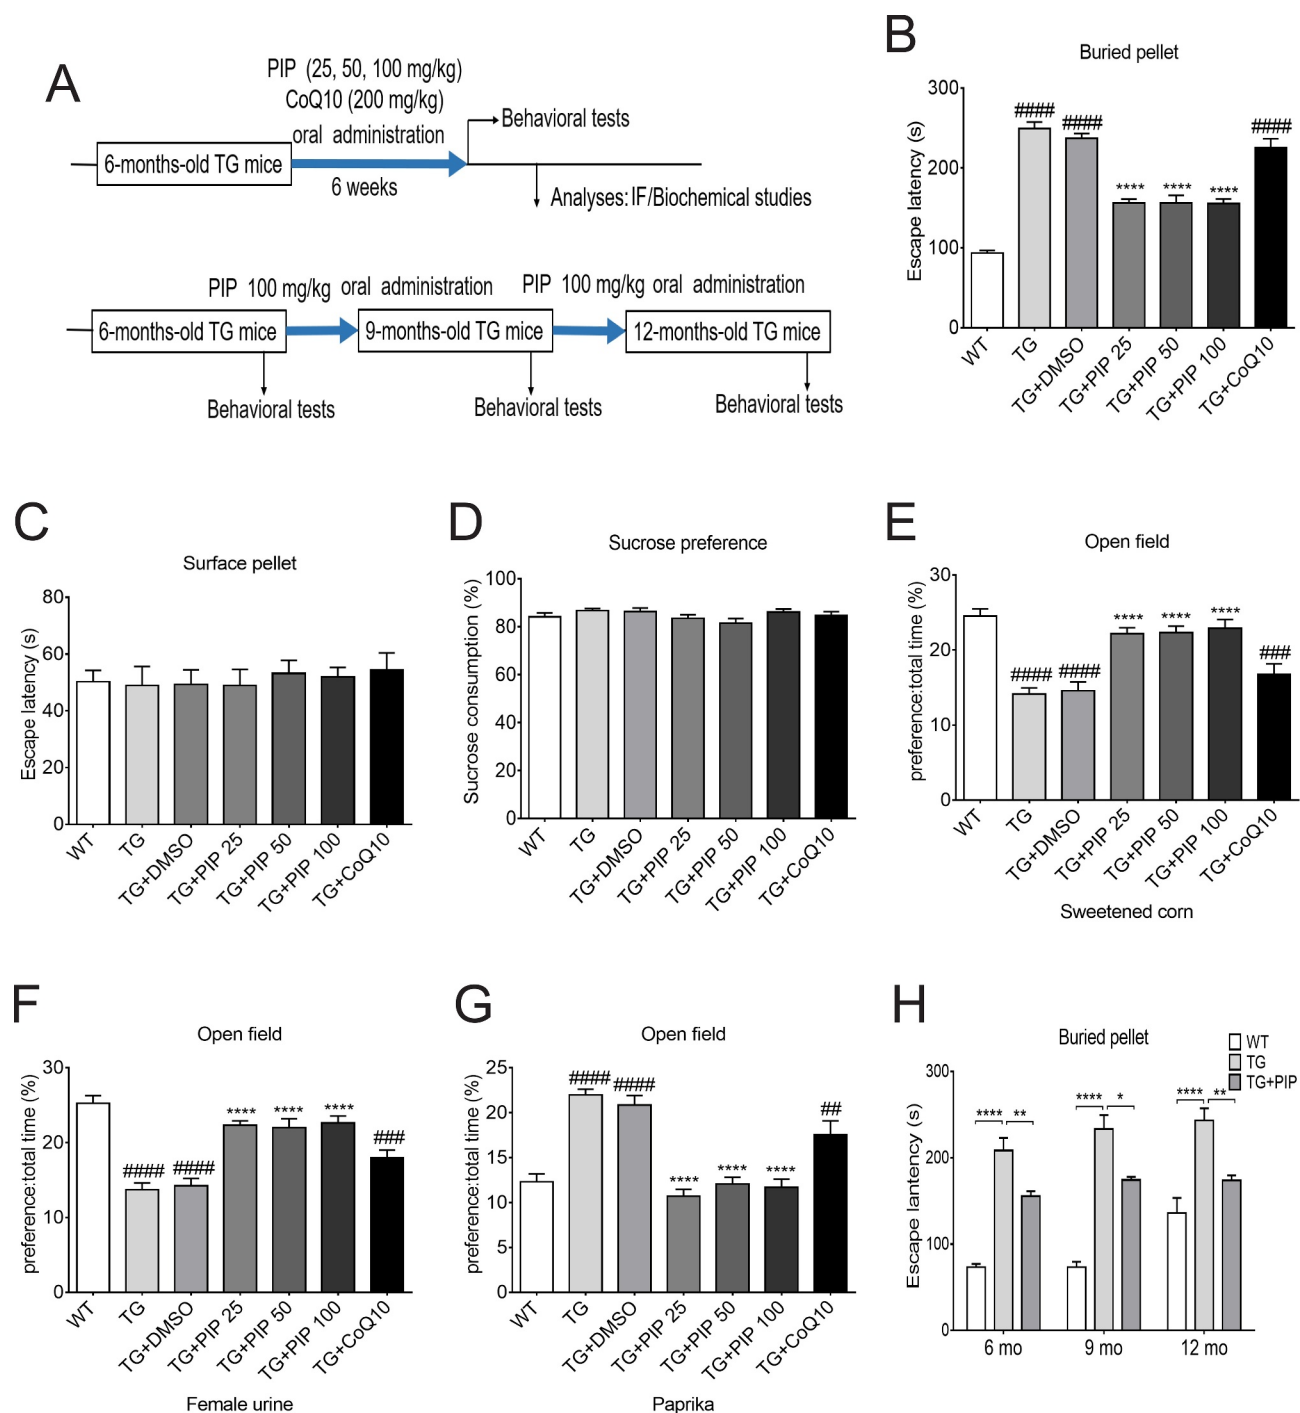 A
PIP (25, 50, 100 mg/kg)
CoQ10 (200 mg/kg)
oral administration
6-months-old TG mice
6 weeks
Behavioral tests
Analyses: IF/Biochemical studies
PIP 100 mg/kg oral administration
PIP 100 mg/kg oral administration
6-months-old TG mice
9-months-old TG mice
12-months-old TG mice
Behavioral tests
Behavioral tests
Behavioral tests
B
Buried pellet
Escape latency (s)
300
200
100
0
####
####
****
****
****
####
WT
TG
TG+DMSO
TG+PIP 25
TG+PIP 50
TG+PIP 100
TG+CoQ10
C
Surface pellet
Escape latency (s)
80
60
40
20
0
WT
TG
TG+DMSO
TG+PIP 25
TG+PIP 50
TG+PIP 100
TG+CoQ10
D
Sucrose preference
Sucrose consumption (%)
100
80
60
40
20
0
WT
TG
TG+DMSO
TG+PIP 25
TG+PIP 50
TG+PIP 100
TG+CoQ10
E
Open field
preference:total time (%)
30
20
10
0
####
####
****
****
****
###
WT
TG
TG+DMSO
TG+PIP 25
TG+PIP 50
TG+PIP 100
TG+CoQ10
Sweetened corn
F
Open field
preference:total time (%)
30
20
10
0
####
####
****
****
****
###
WT
TG
TG+DMSO
TG+PIP 25
TG+PIP 50
TG+PIP 100
TG+CoQ10
Female urine
G
Open field
preference:total time (%)
25
20
15
10
5
0
####
####
****
****
****
##
WT
TG
TG+DMSO
TG+PIP 25
TG+PIP 50
TG+PIP 100
TG+CoQ10
Paprika
H
Buried pellet
WT
TG
TG+PIP
Escape lantency (s)
300
200
100
0
****
**
****
*
****
**
6 mo
9 mo
12 mo